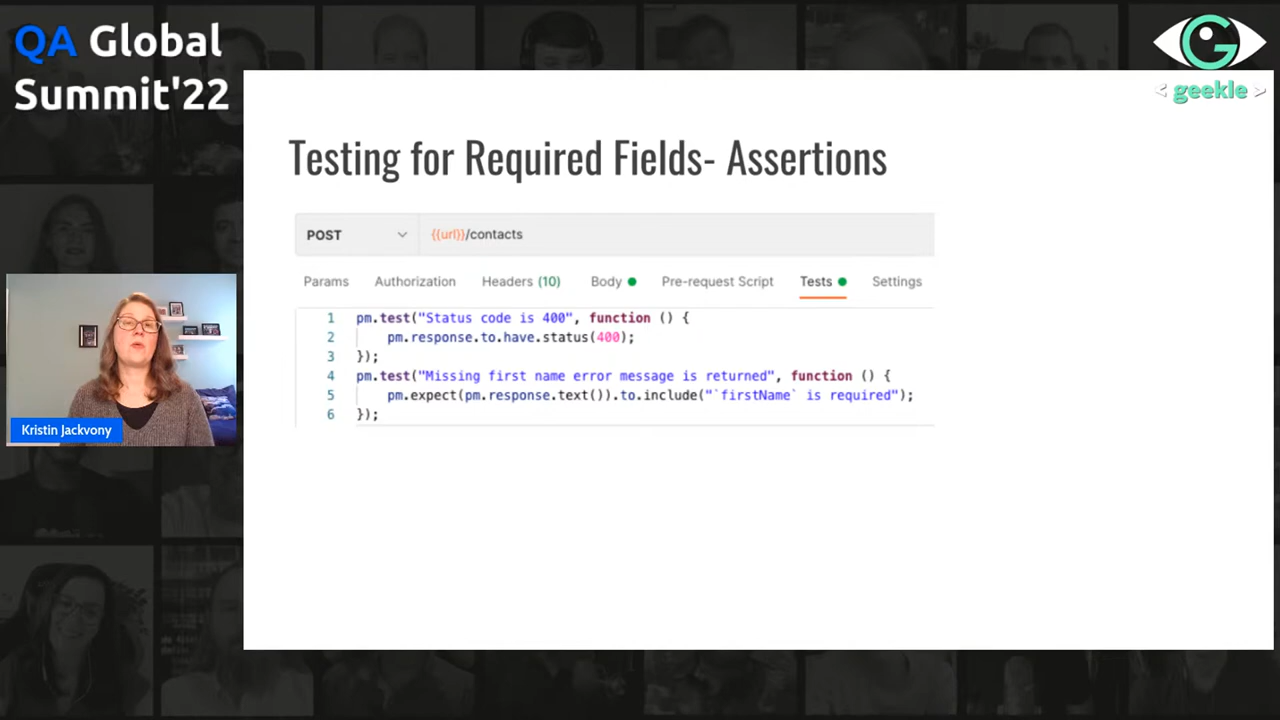 QA Global
Summit'22
G
< geekle >
Testing for Required Fields- Assertions
POST
{{url}}/contacts
Params Authorization Headers (10) Body Pre-request Script Tests Settings
1 pm.test("Status code is 400", function () {
2 pm.response.to.have.status(400);
3 });
4 pm.test("Missing first name error message is returned", function () {
5 pm.expect(pm.response.text()).to.include("`firstName` is required");
6 });
Kristin Jackvony